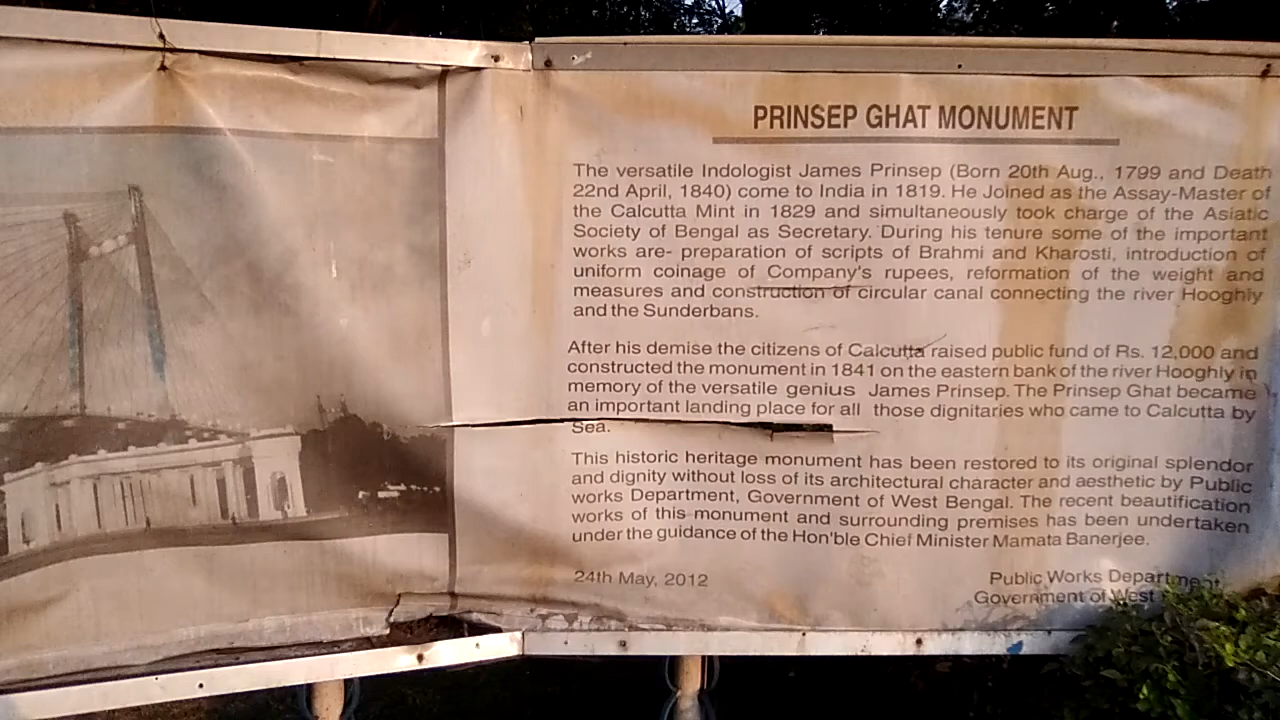 PRINSEP GHAT MONUMENT
The versatile Indologist James Prinsep (Born 20th Aug., 1799 and Death
22nd April, 1840) come to India in 1819. He Joined as the Assay-Master of
the Calcutta Mint in 1829 and simultaneously took charge of the Asiatic
Society of Bengal as Secretary. During his tenure some of the important
works are- preparation of scripts of Brahmi and Kharosti, introduction of
uniform coinage of Company's rupees, reformation of the weight and
measures and construction of circular canal connecting the river Hooghly
and the Sunderbans.
After his demise the citizens of Calcutta raised public fund of Rs. 12,000 and
constructed the monument in 1841 on the eastern bank of the river Hooghly in
memory of the versatile genius James Prinsep. The Prinsep Ghat became
an important landing place for all those dignitaries who came to Calcutta by
Sea.
This historic heritage monument has been restored to its original splendor
and dignity without loss of its architectural character and aesthetic by Public
works Department, Government of West Bengal. The recent beautification
works of this monument and surrounding premises has been undertaken
under the guidance of the Hon'ble Chief Minister Mamata Banerjee.
24th May, 2012
Public Works Department,
Government of West